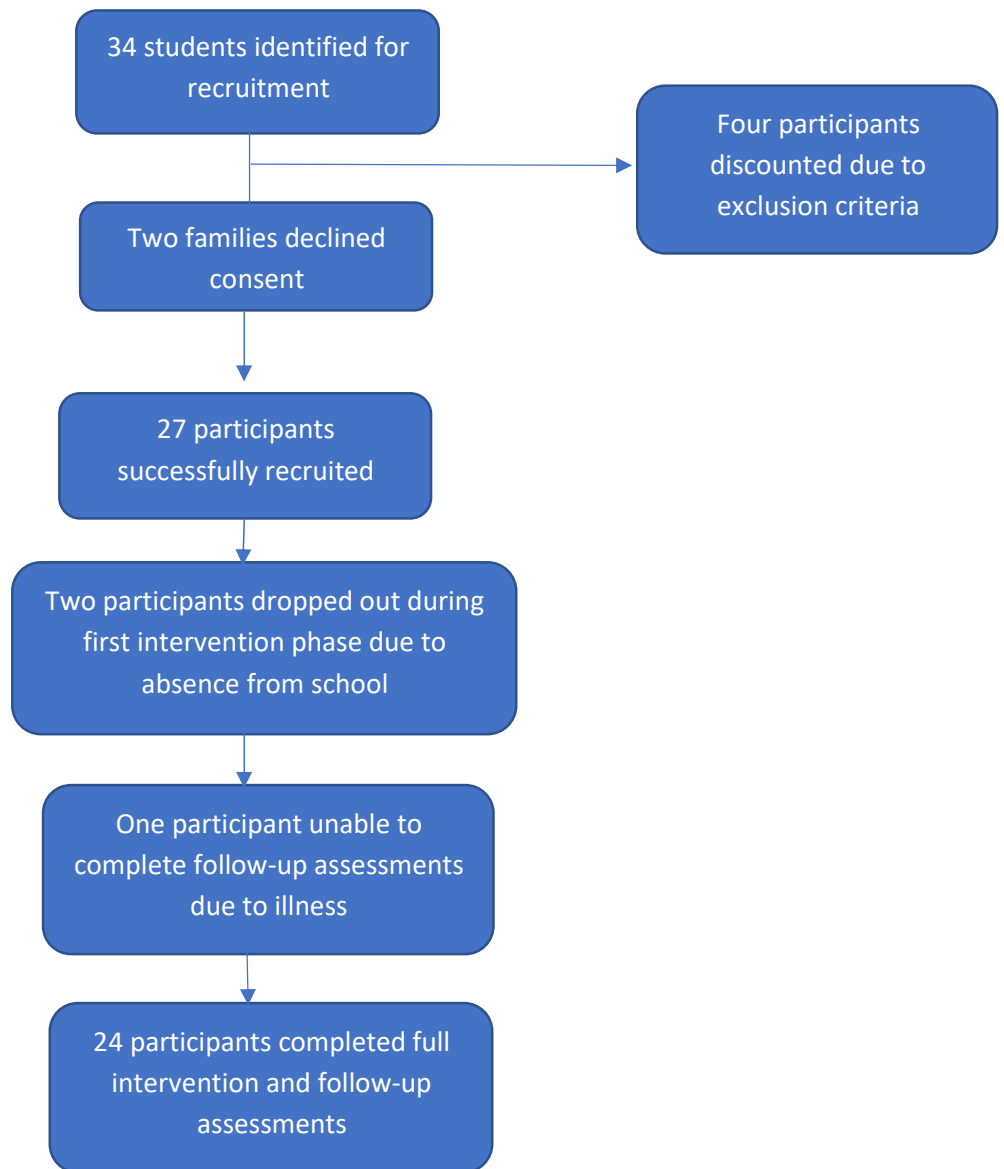 34 students identified for
recruitment
Four participants
discounted due to
exclusion criteria
Two families declined
consent
27 participants
successfully recruited
Two participants dropped out during
first intervention phase due to
absence from school
One participant unable to
complete follow-up assessments
due to illness
24 participants completed full
intervention and follow-up
assessments